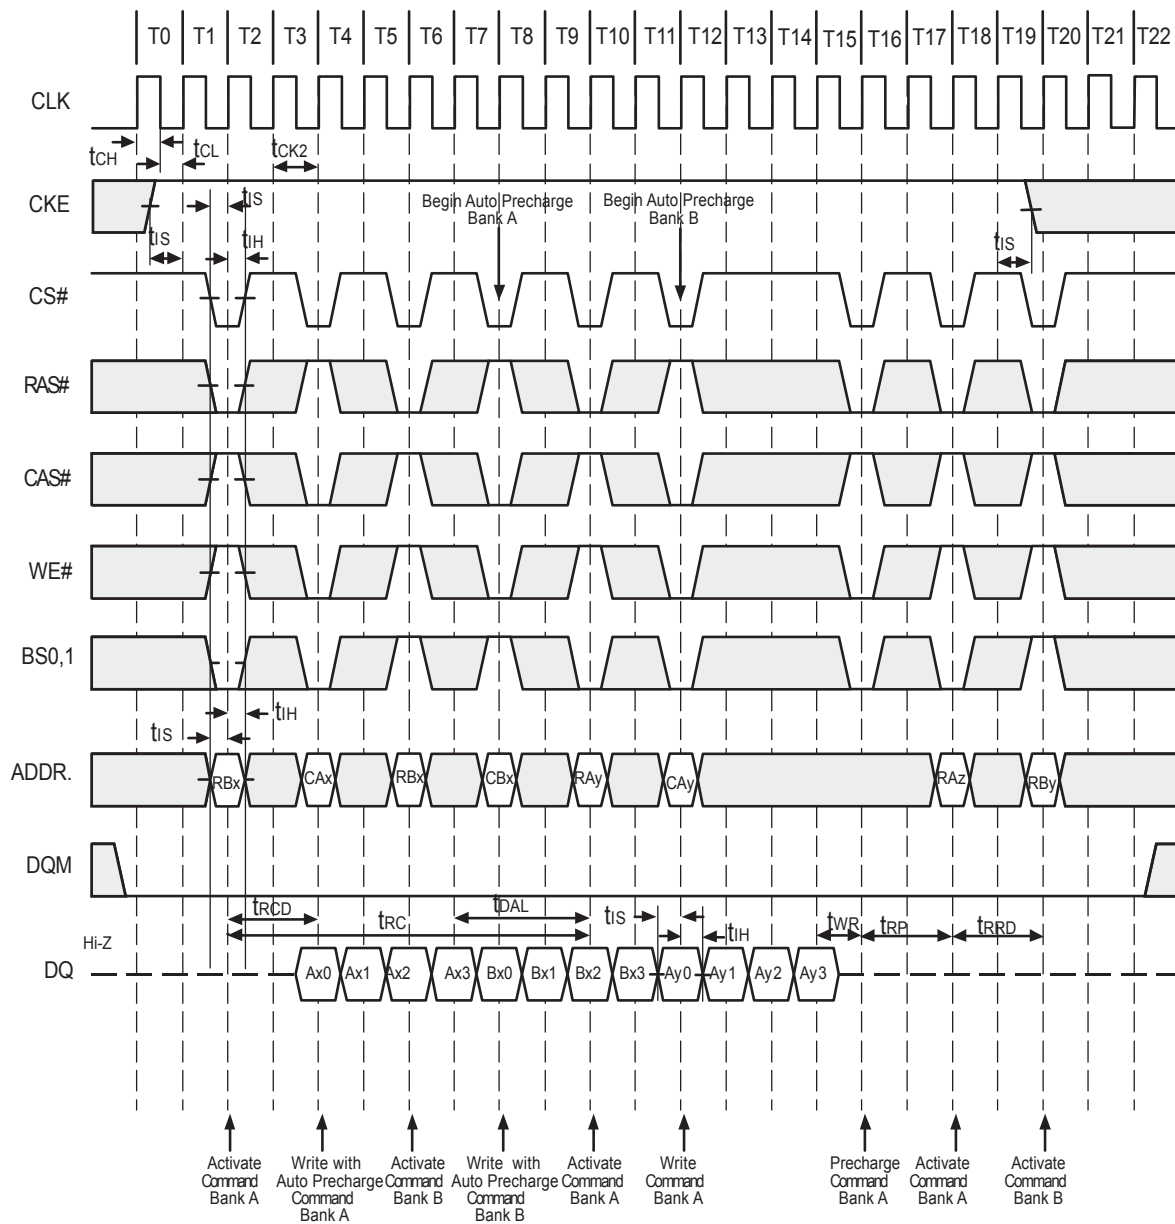 T0 T1 T2 T3 T4 T5 T6 T7 T8 T9 T10 T11 T12 T13 T14 T15 T16 T17 T18 T19 T20 T21 T22
CLK
tCH tCL tCK2
CKE
tIS
Begin Auto Precharge
Bank A
Begin Auto Precharge
Bank B
tIS
tIH
tIS
CS#
RAS#
CAS#
WE#
BS0,1
tIH
tIS
ADDR.
RBx CAx RBx CBx RAy CAy RAz RBy
DQM
tRCD tRC tDAL tIS tIH tWR tRP tRRD
Hi-Z
DQ
Ax0 Ax1 Ax2 Ax3 Bx0 Bx1 Bx2 Bx3 Ay0 Ay1 Ay2 Ay3
Activate
Command
Bank A
Write with
Auto Precharge
Command
Bank A
Activate
Command
Bank B
Write with
Auto Precharge
Command
Bank B
Activate
Command
Bank A
Write
Command
Bank A
Precharge
Command
Bank A
Activate
Command
Bank A
Activate
Command
Bank B